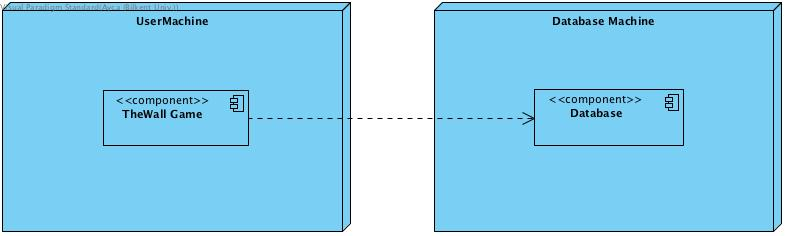 Visual Paradigm Standard(Ayca (Bilkent Univ.))
UserMachine
Database Machine
<<component>>
TheWall Game
<<component>>
Database